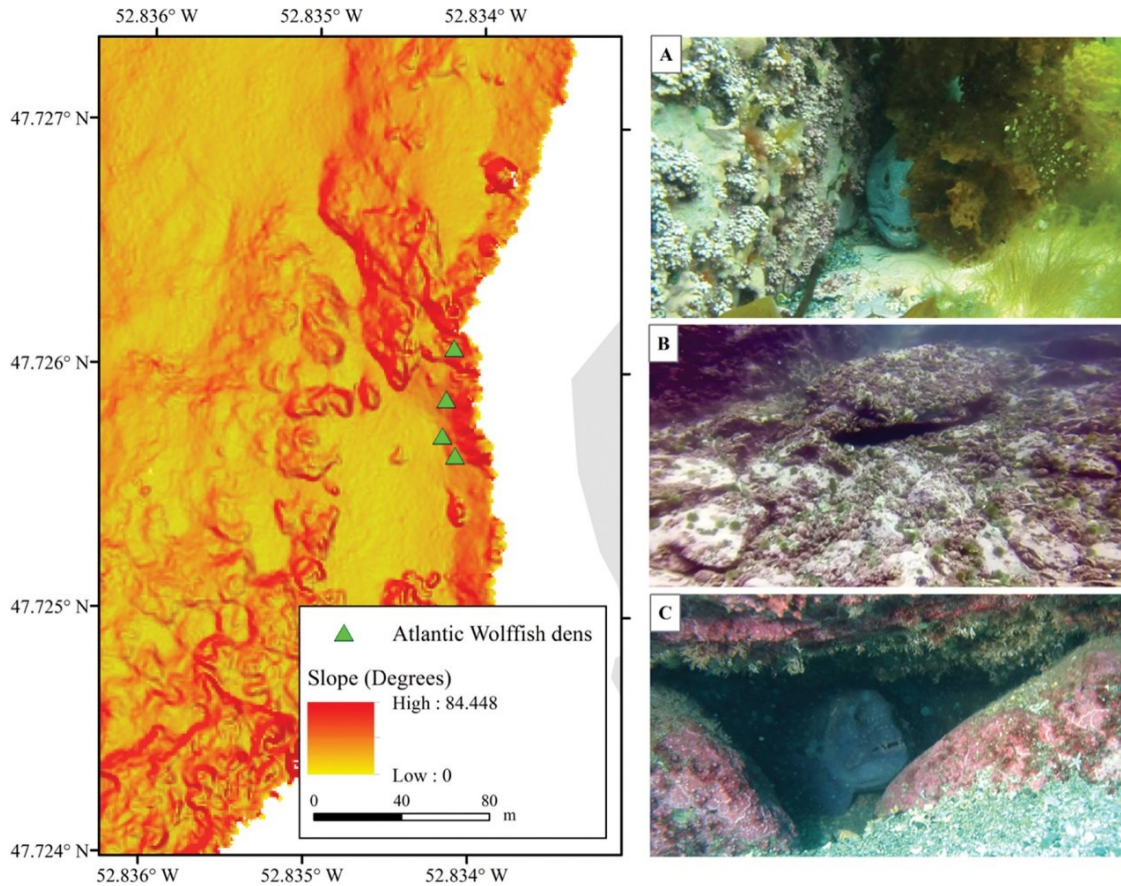 52.836° W 52.835° W 52.834° W
47.727° N
47.726° N
47.725° N
47.724° N
Atlantic Wolffish dens
Slope (Degrees)
High : 84.448
Low : 0
0 40 80
m
52.836° W 52.835° W 52.834° W
A
B
C